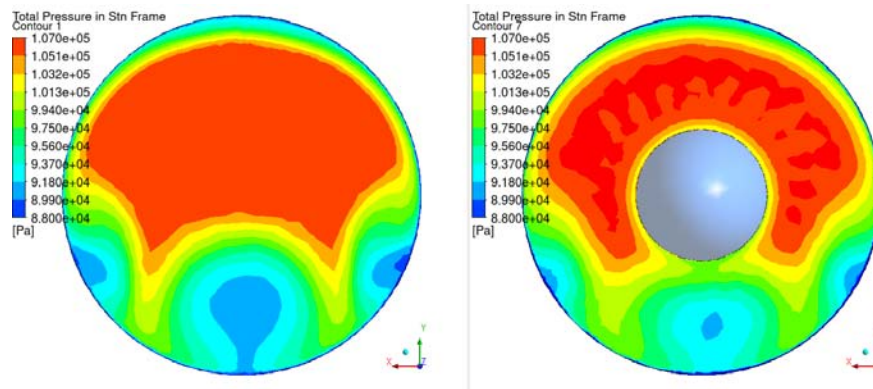 Total Pressure in Stn Frame
Contour 1
1.070e+05
1.051e+05
1.032e+05
1.013e+05
9.940e+04
9.750e+04
9.560e+04
9.370e+04
9.180e+04
8.990e+04
8.800e+04
[Pa]
Y
X
Z
Total Pressure in Stn Frame
Contour 7
1.070e+05
1.051e+05
1.032e+05
1.013e+05
9.940e+04
9.750e+04
9.560e+04
9.370e+04
9.180e+04
8.990e+04
8.800e+04
[Pa]
X